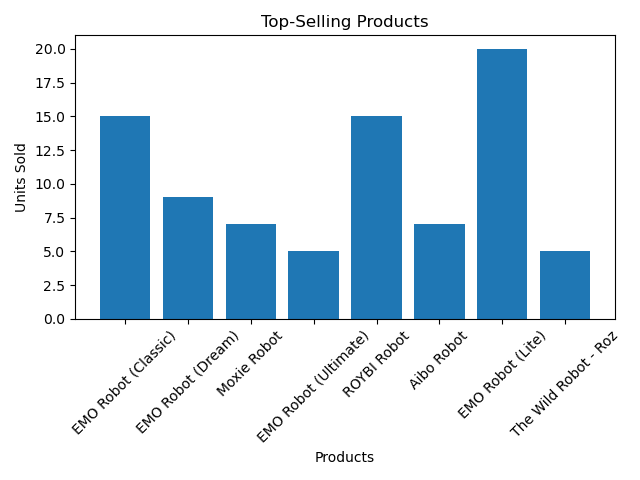 Top-Selling Products
Units Sold
20.0
17.5
15.0
12.5
10.0
7.5
5.0
2.5
0.0
EMO Robot (Classic)
EMO Robot (Dream)
Moxie Robot
EMO Robot (Ultimate)
ROYBI Robot
Aibo Robot
EMO Robot (Lite)
The Wild Robot - Roz
Products